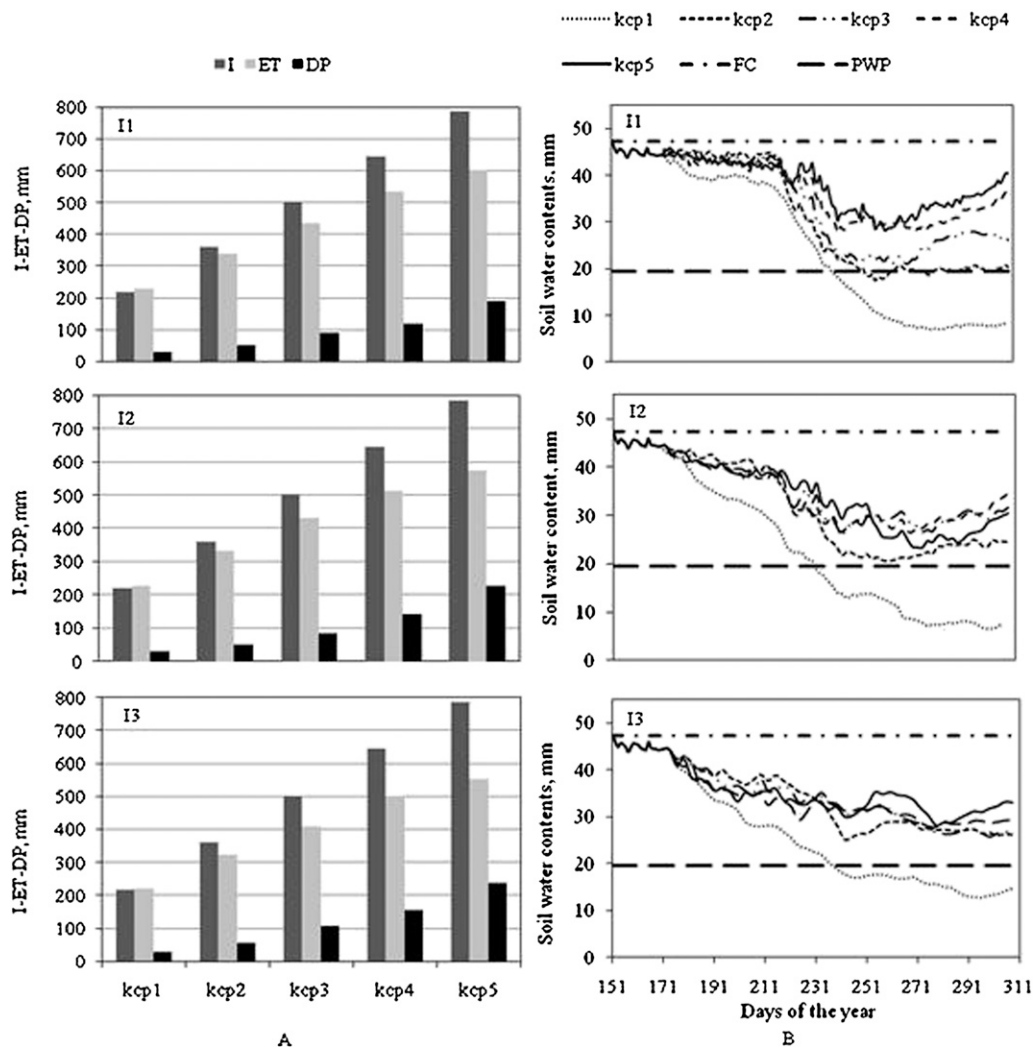 kcp1 kcp2 kcp3 kcp4
I ET DP
kcp5 FC PWP
I1
I-ET-DP, mm
800
700
600
500
400
300
200
100
0
I1
Soil water contents, mm
50
40
30
20
10
0
I2
I-ET-DP, mm
800
700
600
500
400
300
200
100
0
I2
Soil water content, mm
50
40
30
20
10
0
I3
I-ET-DP, mm
800
700
600
500
400
300
200
100
0
kcp1 kcp2 kcp3 kcp4 kcp5
A
I3
Soil water contents, mm
50
40
30
20
10
0
151 171 191 211 231 251 271 291 311
Days of the year
B